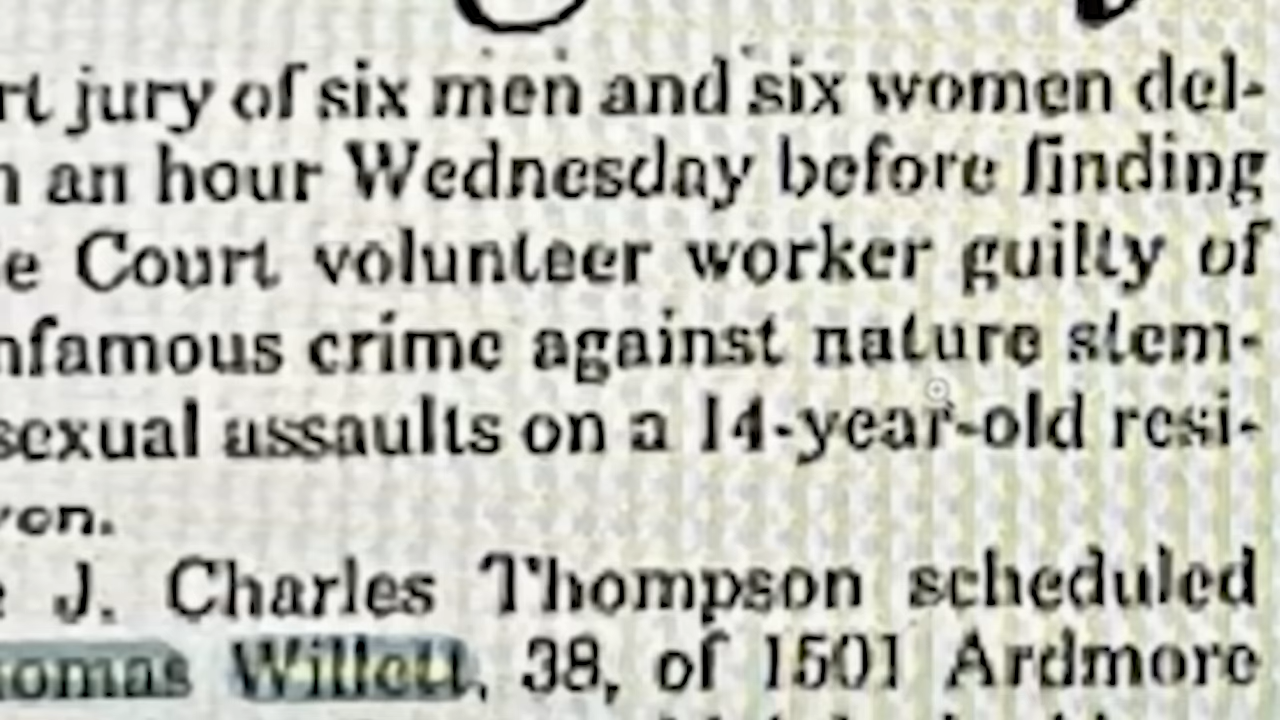 rt jury of six men and six women del-
n an hour Wednesday before finding
le Court volunteer worker guilty of
nfamous crime against nature stem-
sexual assaults on a 14-year-old resi-
von.
e J. Charles Thompson scheduled
omas Willett, 38, of 1501 Ardmore